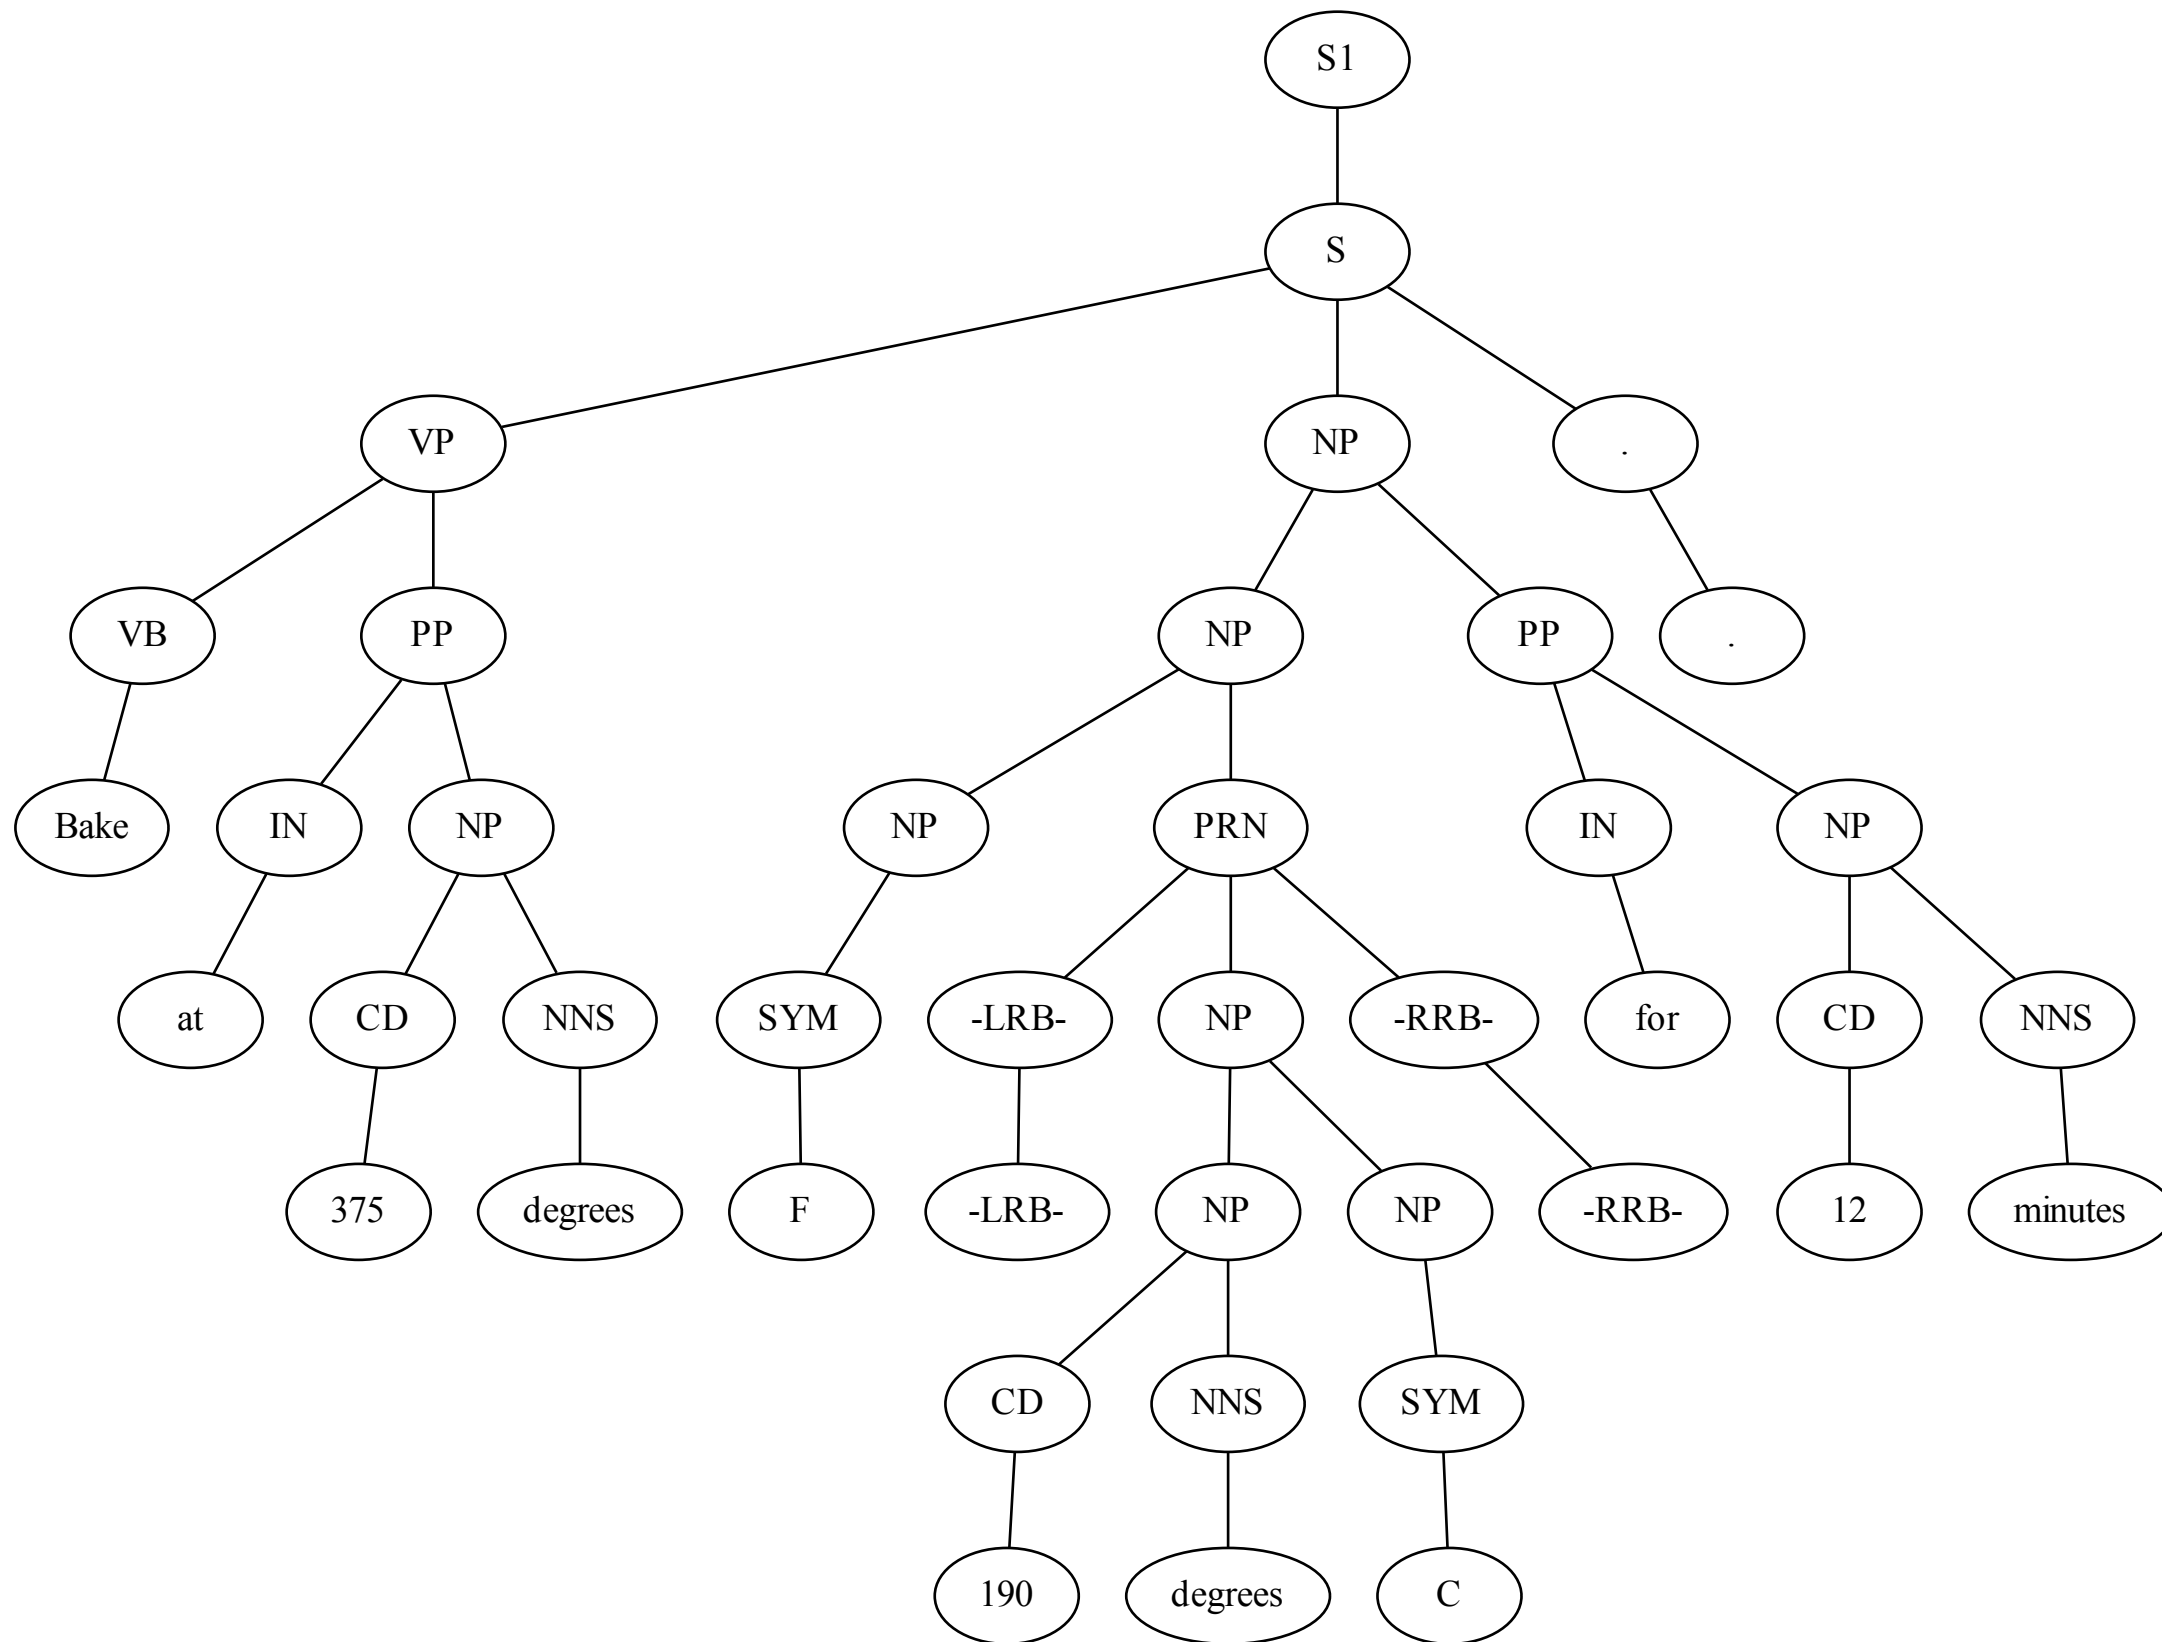 S1
S
VP NP .
VB PP NP PP .
Bake IN NP NP PRN IN NP
at CD NNS SYM -LRB- NP -RRB- for CD NNS
375 degrees F -LRB- NP NP -RRB- 12 minutes
CD NNS SYM
190 degrees C